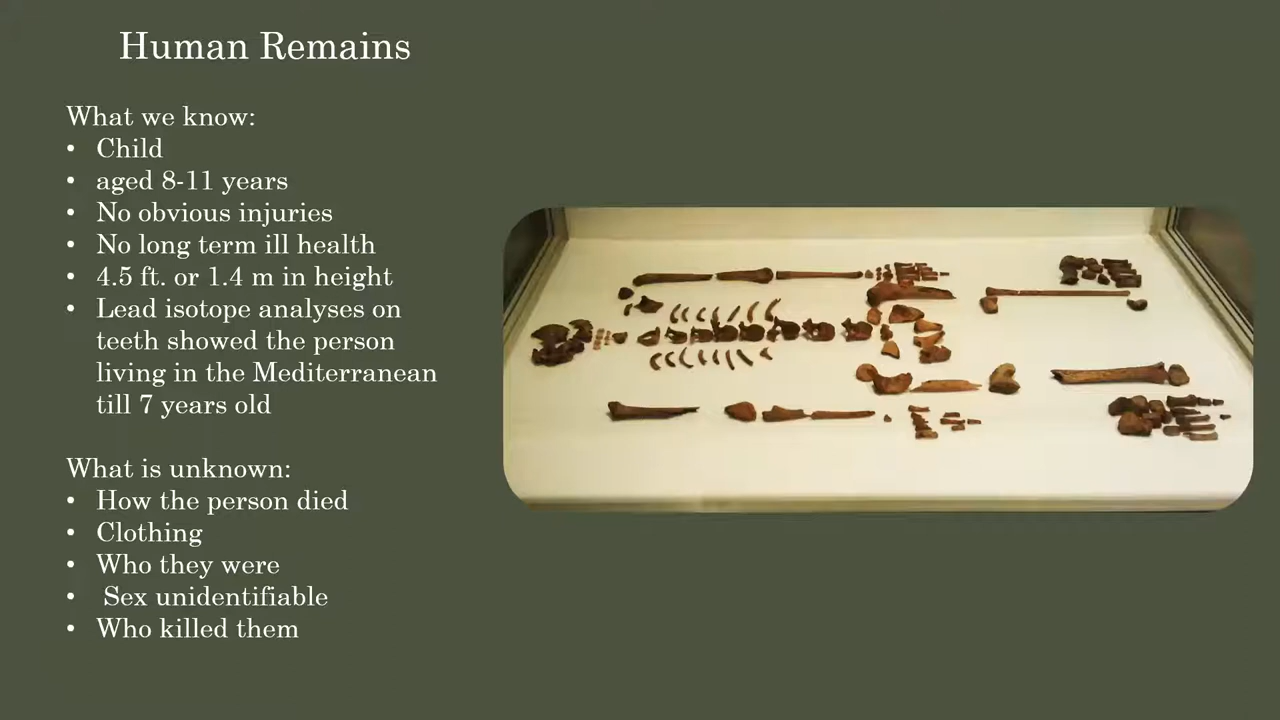 Human Remains
What we know:
• Child
• aged 8-11 years
• No obvious injuries
• No long term ill health
• 4.5 ft. or 1.4 m in height
• Lead isotope analyses on
teeth showed the person
living in the Mediterranean
till 7 years old
What is unknown:
• How the person died
• Clothing
• Who they were
• Sex unidentifiable
• Who killed them